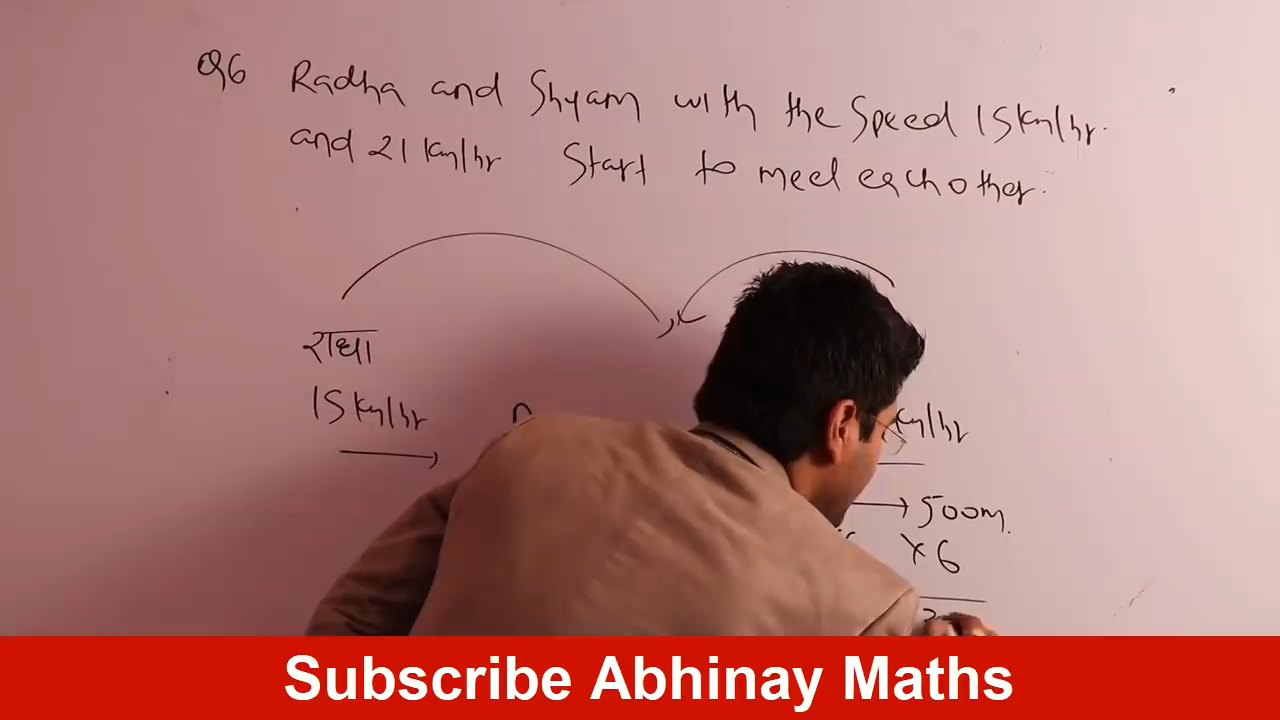 Q6 Radha and Shyam with the Speed 15km/hr.
and 21 km/hr Start to meet each other.
राधा
15km/hr
km/hr
→ 500m.
×6
Subscribe Abhinay Maths